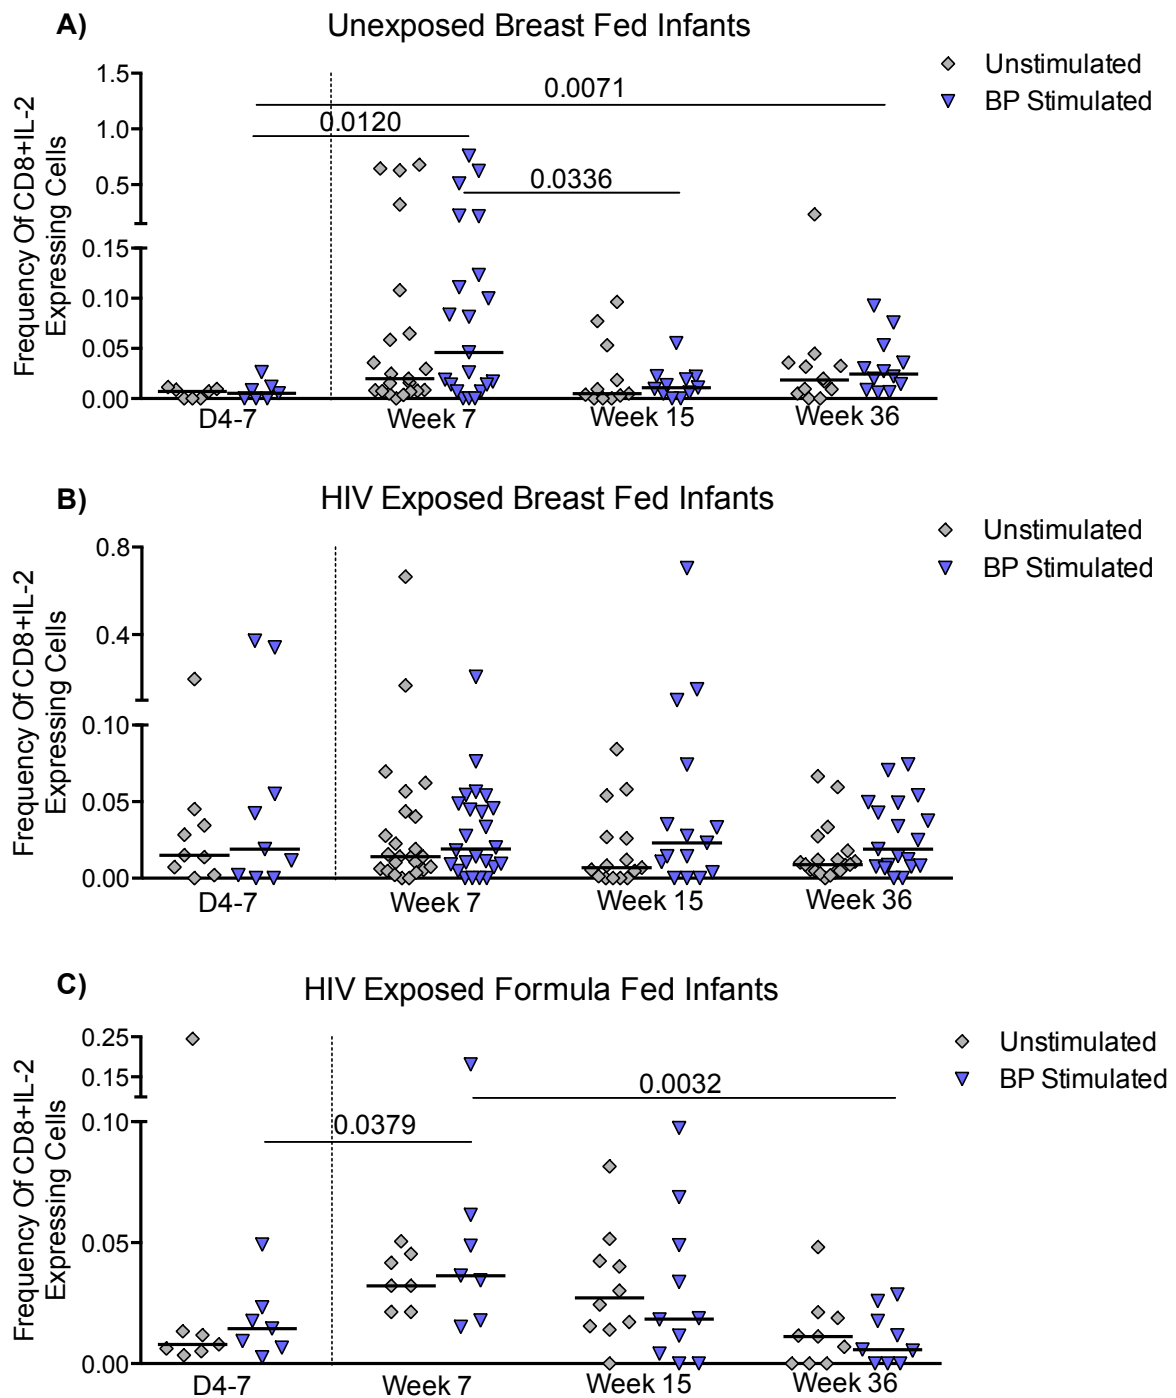 A)
Unexposed Breast Fed Infants
Unstimulated
BP Stimulated
Frequency Of CD8+IL-2
Expressing Cells
1.5
1.0
0.5
0.15
0.10
0.05
0.00
0.0071
0.0120
0.0336
D4-7
Week 7
Week 15
Week 36
B)
HIV Exposed Breast Fed Infants
Unstimulated
BP Stimulated
Frequency Of CD8+IL-2
Expressing Cells
0.8
0.4
0.10
0.05
0.00
D4-7
Week 7
Week 15
Week 36
C)
HIV Exposed Formula Fed Infants
Unstimulated
BP Stimulated
Frequency Of CD8+IL-2
Expressing Cells
0.25
0.15
0.10
0.05
0.00
0.0032
0.0379
D4-7
Week 7
Week 15
Week 36